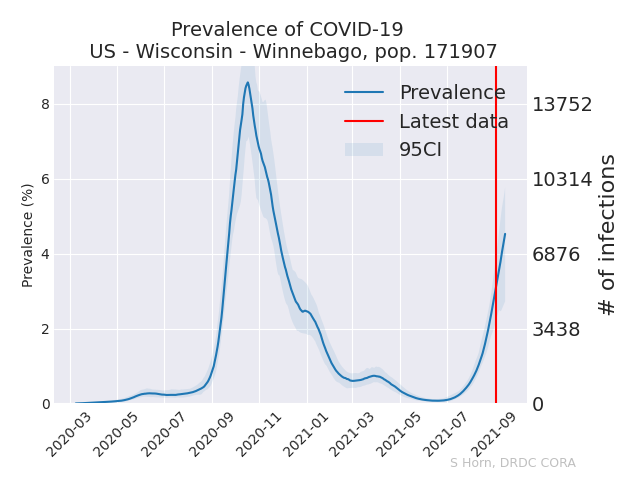 Prevalence of COVID-19
US - Wisconsin - Winnebago, pop. 171907
Prevalence
Latest data
95CI
Prevalence (%)
8
6
4
2
0
13752
10314
6876
3438
0
# of infections
2020-03
2020-05
2020-07
2020-09
2020-11
2021-01
2021-03
2021-05
2021-07
2021-09
S Horn, DRDC CORA